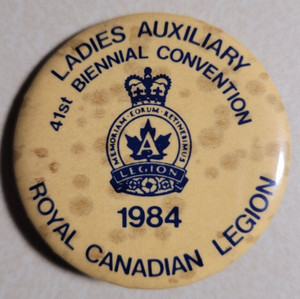 LADIES AUXILIARY
41st BIENNIAL CONVENTION
MEMORIAM·EORUM·RETINEBIMUS
A
LEGION
1984
ROYAL CANADIAN LEGION